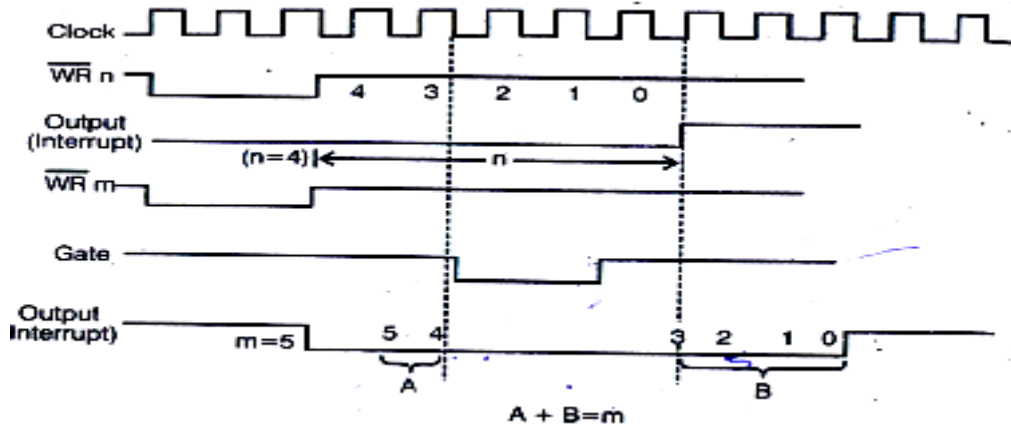 Clock
WR n
4 3 2 1 0
Output
(Interrupt)
(n=4) n
WR m
Gate
Output
Interrupt)
m=5 5 4 3 2 1 0
A B
A + B=m